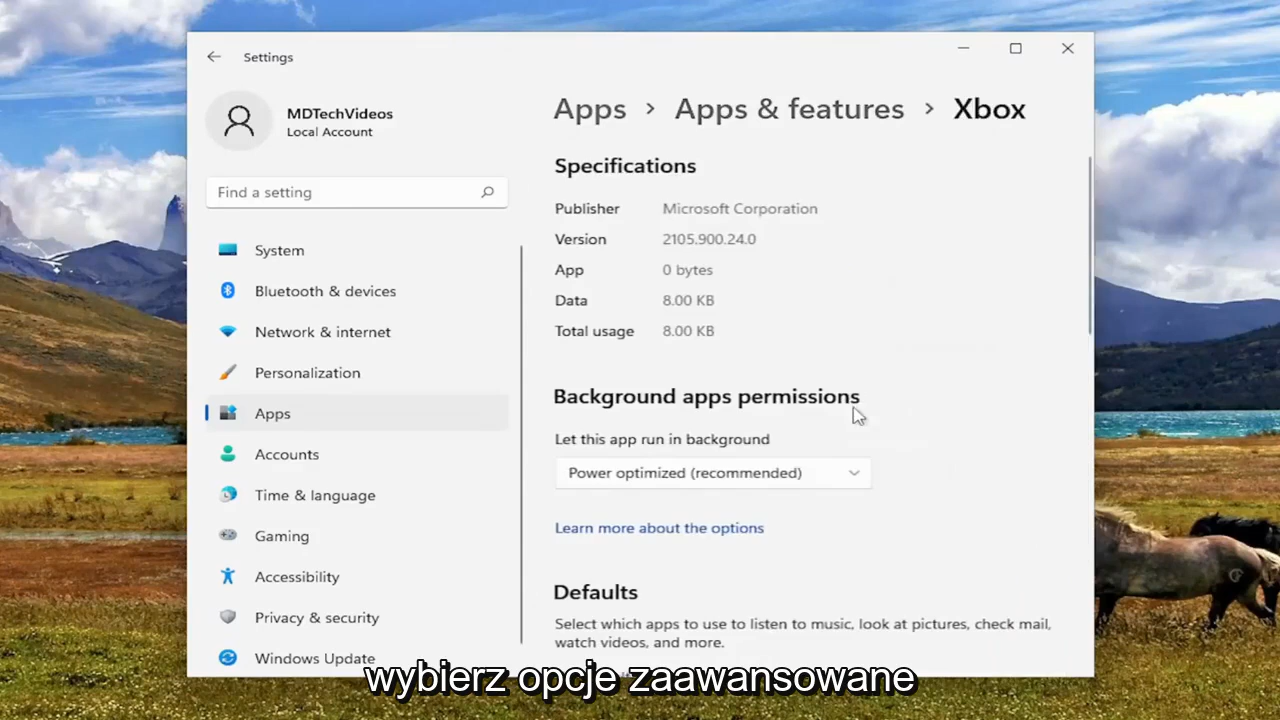 Settings
MDTechVideos
Local Account
Find a setting
System
Bluetooth & devices
Network & internet
Personalization
Apps
Accounts
Time & language
Gaming
Accessibility
Privacy & security
Windows Update
Apps > Apps & features > Xbox
Specifications
Publisher Microsoft Corporation
Version 2105.900.24.0
App 0 bytes
Data 8.00 KB
Total usage 8.00 KB
Background apps permissions
Let this app run in background
Power optimized (recommended)
Learn more about the options
Defaults
Select which apps to use to listen to music, look at pictures, check mail,
watch videos, and more.
wybierz opcje zaawansowane